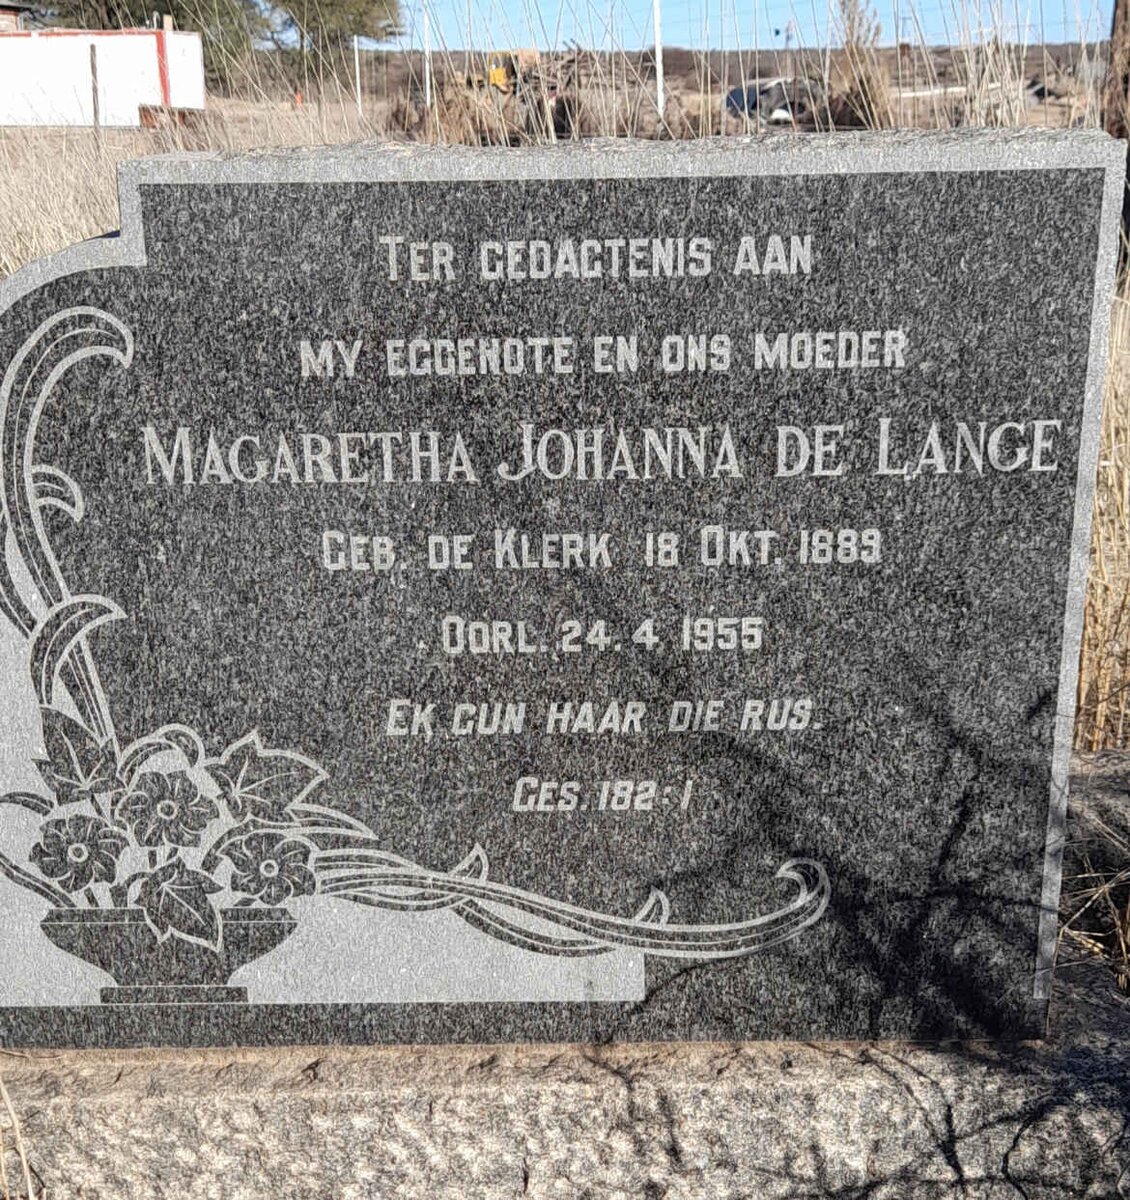 TER GEDAGTENIS AAN
MY EGGENOTE EN ONS MOEDER
MAGARETHA JOHANNA DE LANGE
GEB. DE KLERK 18 OKT. 1889
OORL. 24.4.1955
EK GUN HAAR DIE RUS.
GES. 182:1